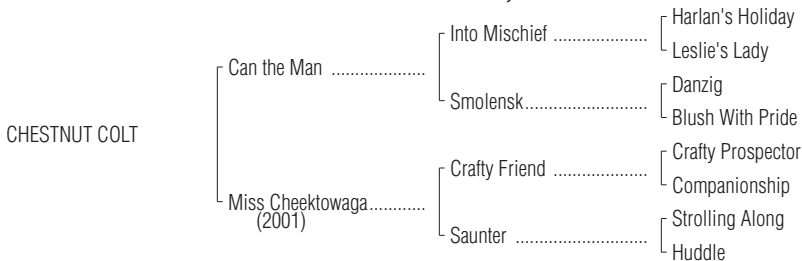 Harlan's Holiday
Into Mischief ....................
Leslie's Lady
Can the Man ....................
Danzig
Smolensk..........................
Blush With Pride
CHESTNUT COLT
Crafty Prospector
Crafty Friend ....................
Companionship
Miss Cheektowaga............
(2001)
Strolling Along
Saunter ............................
Huddle